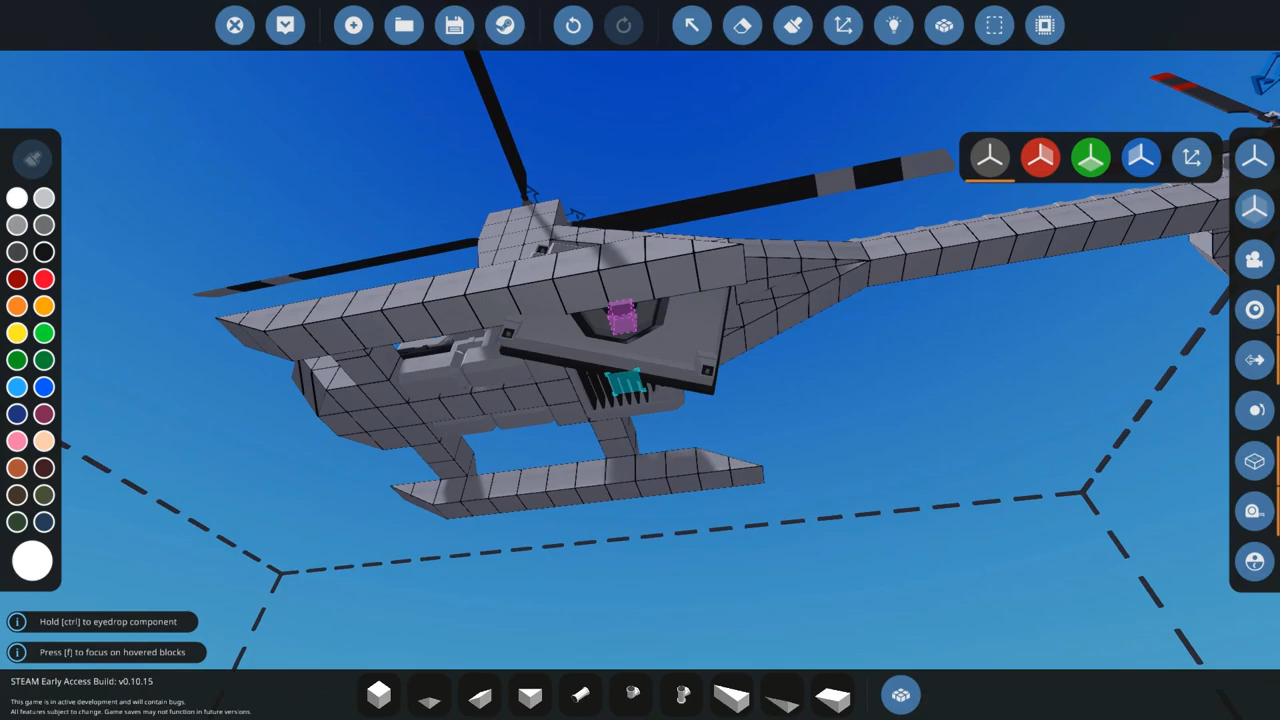 Hold [ctrl] to eyedrop component
Press [f] to focus on hovered blocks
STEAM Early Access Build: v0.10.15
This game is in active development and will contain bugs.
All features subject to change. Game saves may not function in future versions.